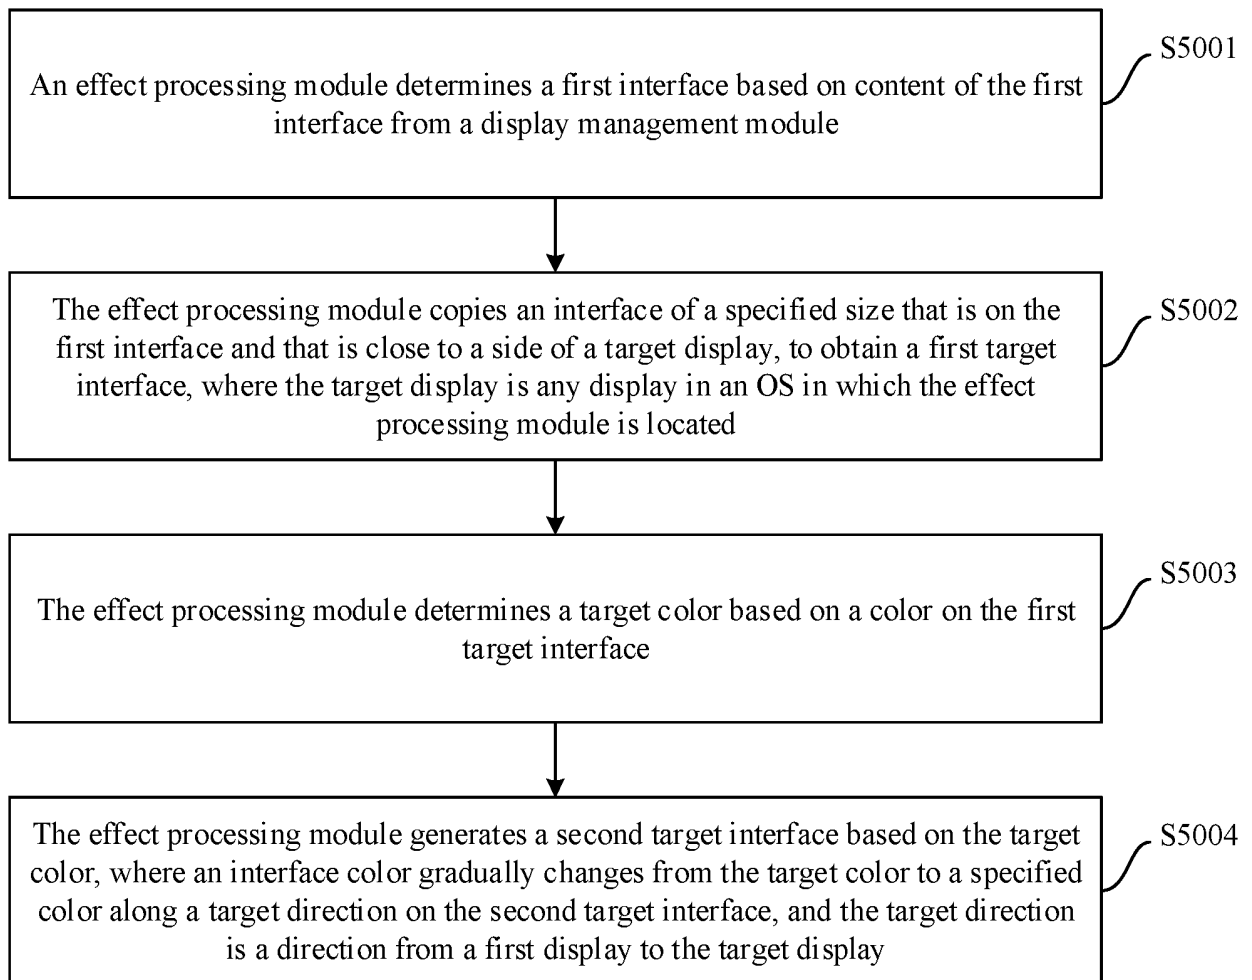 An effect processing module determines a first interface based on content of the first
interface from a display management module
S5001
The effect processing module copies an interface of a specified size that is on the
first interface and that is close to a side of a target display, to obtain a first target
interface, where the target display is any display in an OS in which the effect
processing module is located
S5002
The effect processing module determines a target color based on a color on the first
target interface
S5003
The effect processing module generates a second target interface based on the target
color, where an interface color gradually changes from the target color to a specified
color along a target direction on the second target interface, and the target direction
is a direction from a first display to the target display
S5004